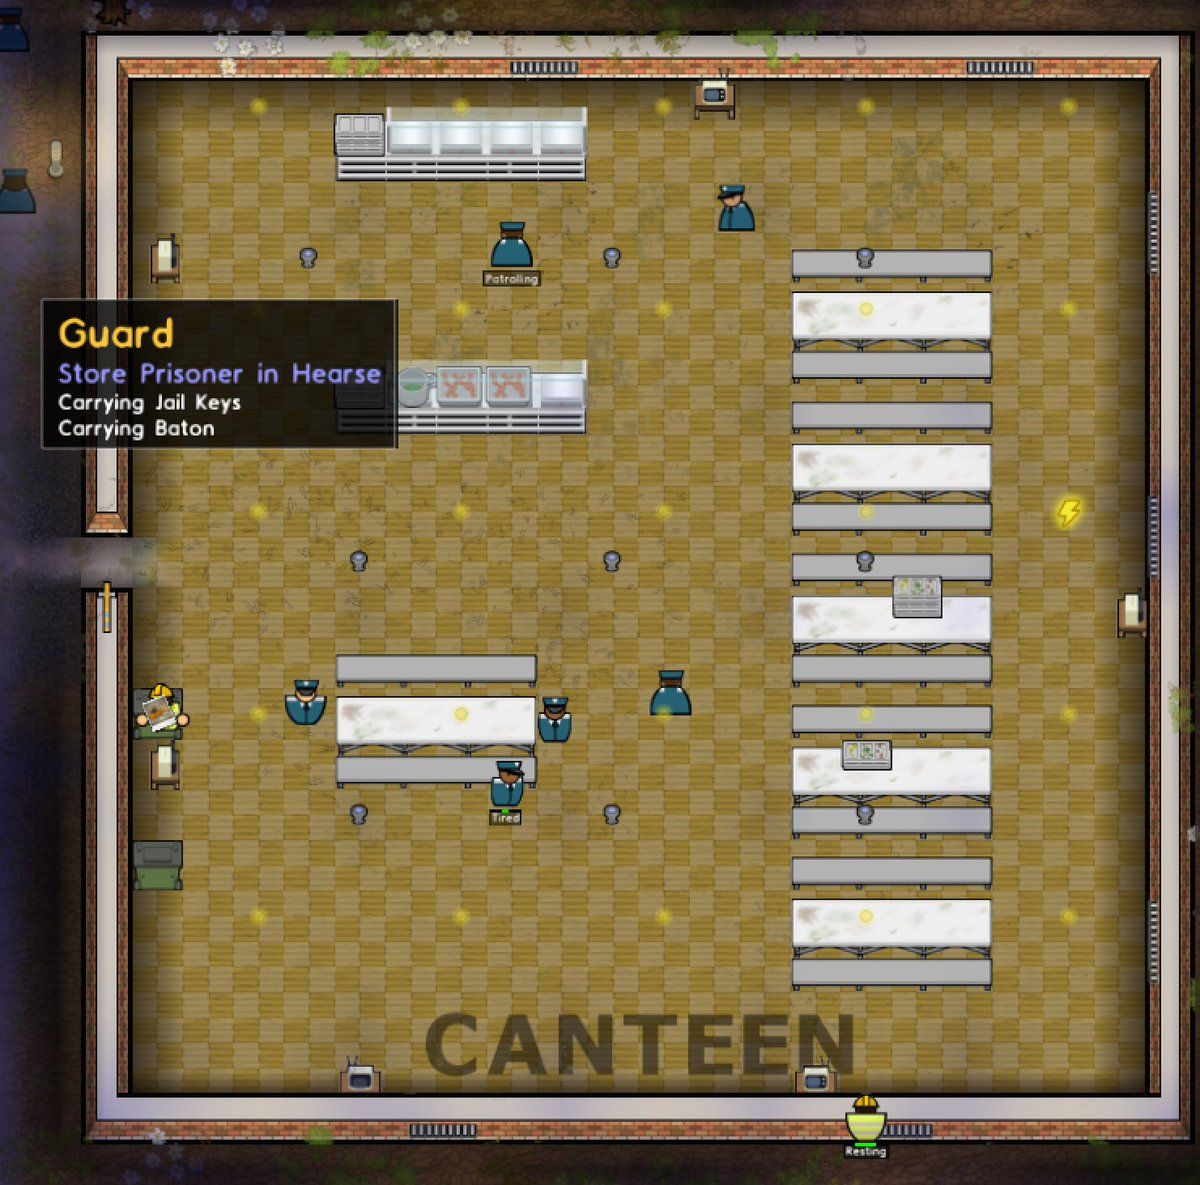 Patrolling
Guard
Store Prisoner in Hearse
Carrying Jail Keys
Carrying Baton
Tired
CANTEEN
Resting